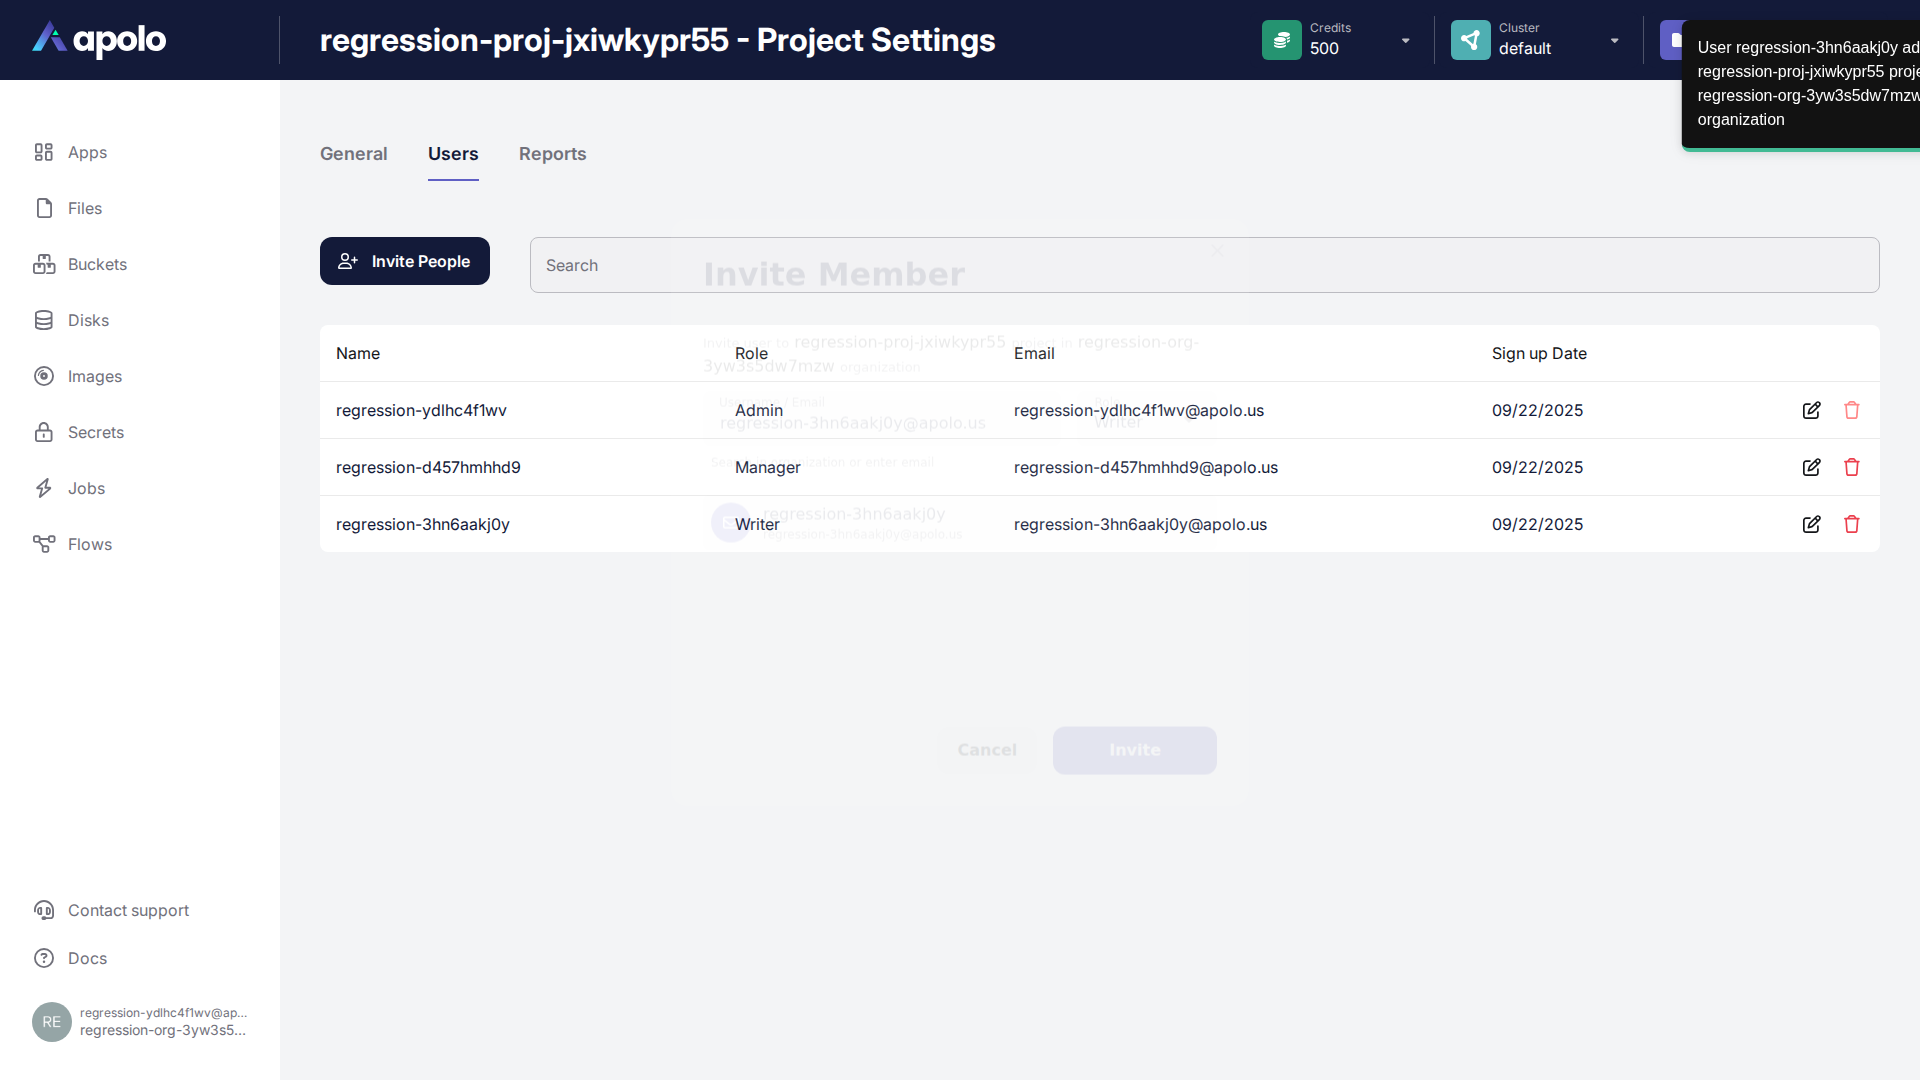 apolo
regression-proj-jxiwkypr55 - Project Settings
Credits
500
Cluster
default
User regression-3hn6aakj0y ad
regression-proj-jxiwkypr55 proje
regression-org-3yw3s5dw7mzw
organization
Apps
Files
Buckets
Disks
Images
Secrets
Jobs
Flows
Contact support
Docs
RE
regression-ydlhc4f1wv@ap...
regression-org-3yw3s5...
General Users Reports
Invite People
Search
Name Role Email Sign up Date
regression-ydlhc4f1wv Admin regression-ydlhc4f1wv@apolo.us 09/22/2025
regression-d457hmhhd9 Manager regression-d457hmhhd9@apolo.us 09/22/2025
regression-3hn6aakj0y Writer regression-3hn6aakj0y@apolo.us 09/22/2025
Invite Member
Invite user to regression-proj-jxiwkypr55 project in regression-org-
3yw3s5dw7mzw organization
Username / Email
regression-3hn6aakj0y@apolo.us
Writer
Search in organization or enter email
regression-3hn6aakj0y
regression-3hn6aakj0y@apolo.us
Cancel
Invite